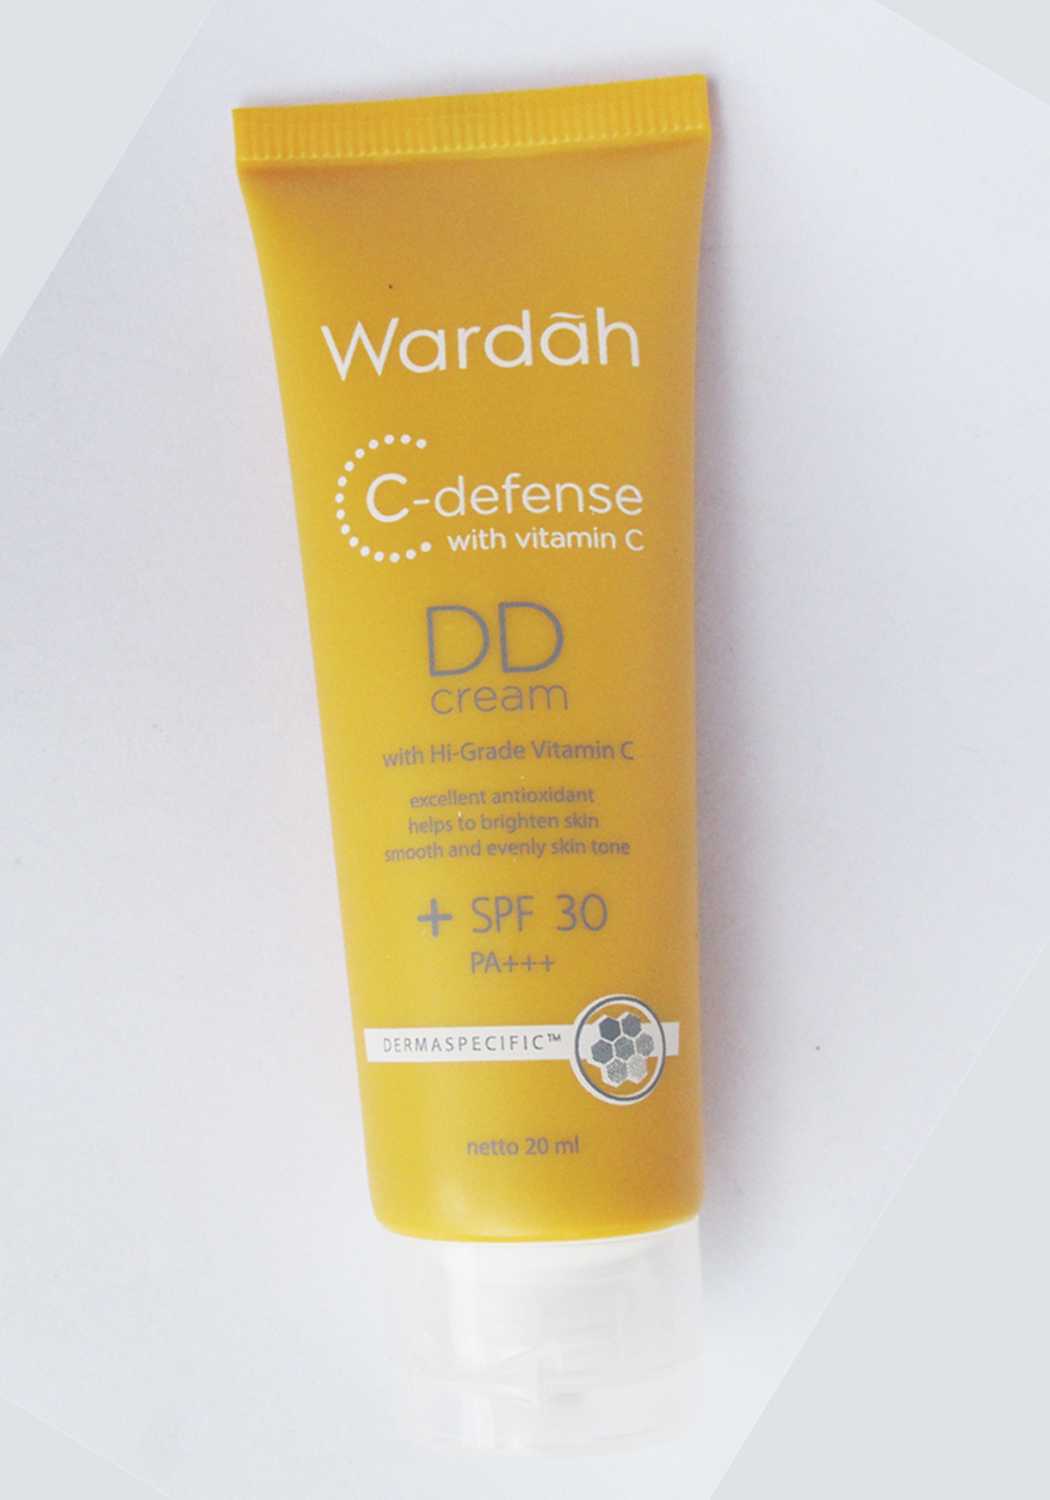 Wardãh
C-defense
with vitamin C
DD
cream
with Hi-Grade Vitamin C
excellent antioxidant
helps to brighten skin
smooth and evenly skin tone
+ SPF 30
PA+++
DERMASPECIFIC™
netto 20 ml